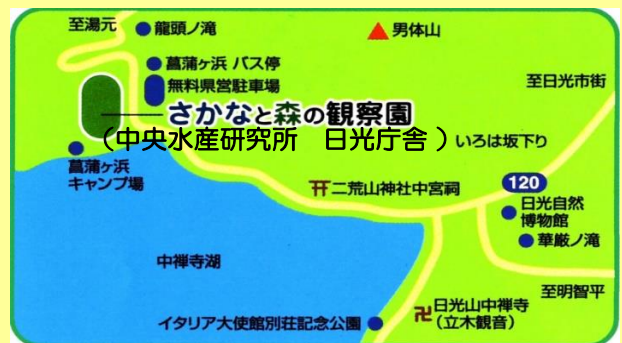 至湯元
龍頭ノ滝
男体山
菖蒲ヶ浜 バス停
無料県営駐車場
至日光市街
さかなと森の観察園
(中央水産研究所 日光庁舎)
いろは坂下り
菖蒲ヶ浜
キャンプ場
二荒山神社中宮祠
120
日光自然
博物館
華厳ノ滝
中禅寺湖
至明智平
日光山中禅寺
(立木観音)
イタリア大使館別荘記念公園